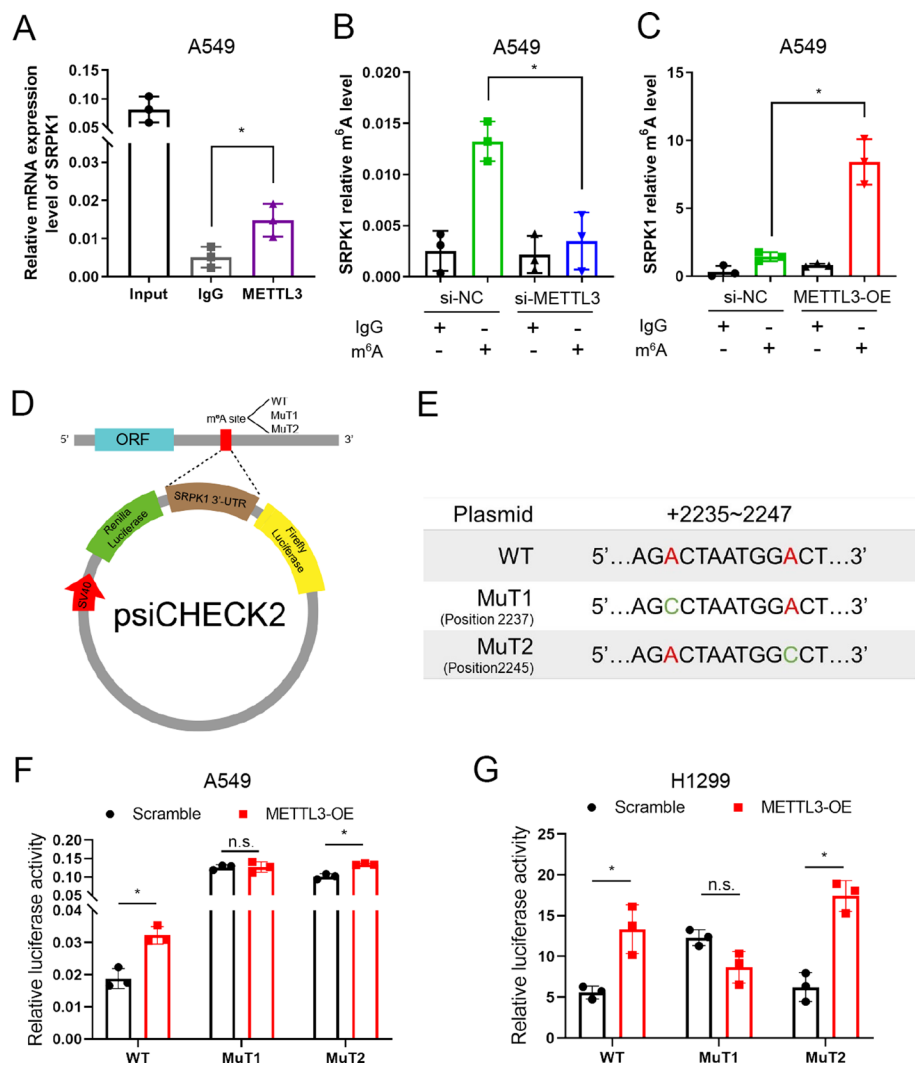 A
A549
Relative mRNA expression
level of SRPK1
0.10
0.05
0.03
0.02
0.01
0.00
*
Input
IgG
METTL3
B
A549
SRPK1 relative m⁶A level
0.020
0.015
0.010
0.005
0.000
*
si-NC
si-METTL3
IgG
+ - + -
m⁶A
- + - +
C
A549
SRPK1 relative m⁶A level
15
10
5
0
*
si-NC
METTL3-OE
IgG
+ - + -
m⁶A
- + - +
D
5'
ORF
m⁶A site
WT
MuT1
MuT2
3'
SRPK1 3'-UTR
Renilia
Luciferase
Firefly
Luciferase
SV40
psiCHECK2
E
Plasmid +2235~2247
WT 5’…AGACTAATGGACT…3’
MuT1 5’…AGCCTAATGGACT…3’
(Position 2237)
MuT2 5’…AGACTAATGGCCT…3’
(Position2245)
F
A549
Scramble METTL3-OE
Relative luciferase activity
0.20
0.15
0.10
0.05
0.04
0.03
0.02
0.01
0.00
*
n.s.
*
WT
MuT1
MuT2
G
H1299
Scramble METTL3-OE
Relative luciferase activity
25
20
15
10
5
0
*
n.s.
*
WT
MuT1
MuT2